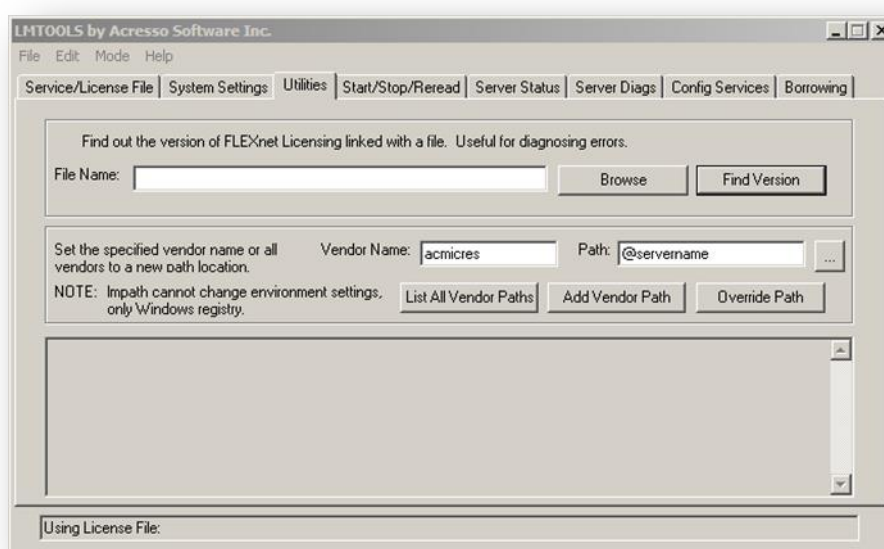 LMTOOLS by Acresso Software Inc.
File Edit Mode Help
Service/License File System Settings Utilities Start/Stop/Reread Server Status Server Diags Config Services Borrowing
Find out the version of FLEXnet Licensing linked with a file. Useful for diagnosing errors.
File Name: Browse Find Version
Set the specified vendor name or all
vendors to a new path location.
Vendor Name: acmicres Path: @servername ...
NOTE: lmpath cannot change environment settings,
only Windows registry.
List All Vendor Paths Add Vendor Path Override Path
Using License File: